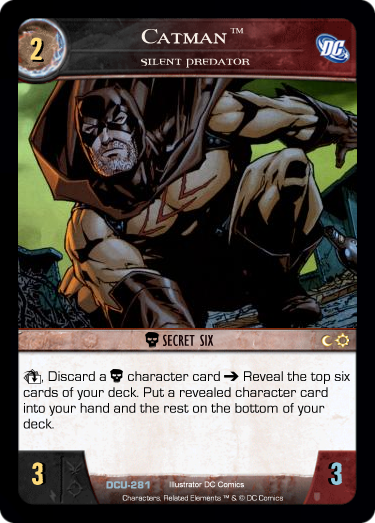 2
CATMAN™
SILENT PREDATOR
DC
SECRET SIX
, Discard a character card ➔ Reveal the top six
cards of your deck. Put a revealed character card
into your hand and the rest on the bottom of your
deck.
3
DCU-281 Illustrator DC Comics
3
Characters, Related Elements ™ & © DC Comics